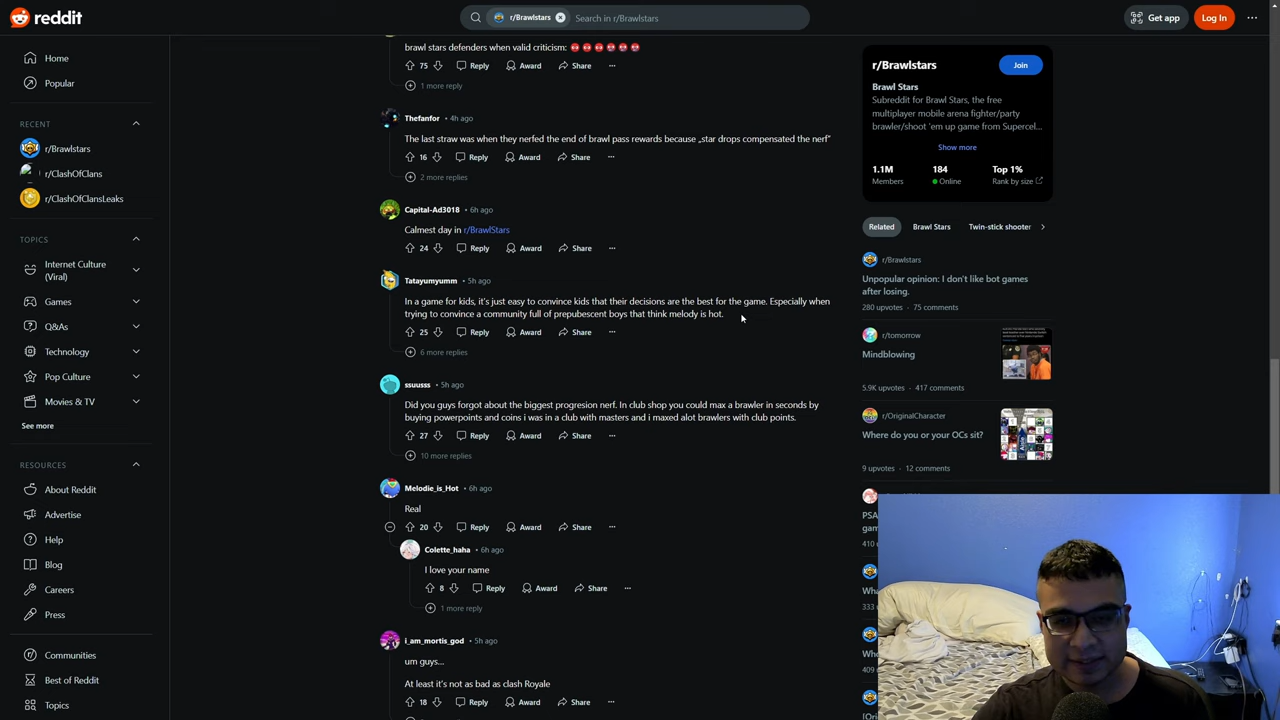 reddit
r/Brawlstars
Search in r/Brawlstars
Get app
Log In
Home
Popular
RECENT
r/Brawlstars
r/ClashOfClans
r/ClashOfClansLeaks
TOPICS
Internet Culture
(Viral)
Games
Q&As
Technology
Pop Culture
Movies & TV
See more
RESOURCES
About Reddit
Advertise
Help
Blog
Careers
Press
Communities
Best of Reddit
Topics
brawl stars defenders when valid criticism:
75 Reply Award Share
1 more reply
Thefanfor • 4h ago
The last straw was when they nerfed the end of brawl pass rewards because „star drops compensated the nerf"
16 Reply Award Share
2 more replies
Capital-Ad3018 • 6h ago
Calmest day in r/BrawlStars
24 Reply Award Share
Tatayumyumm • 5h ago
In a game for kids, it's just easy to convince kids that their decisions are the best for the game. Especially when
trying to convince a community full of prepubescent boys that think melody is hot.
25 Reply Award Share
6 more replies
ssuusss • 5h ago
Did you guys forgot about the biggest progresion nerf. In club shop you could max a brawler in seconds by
buying powerpoints and coins i was in a club with masters and i maxed alot brawlers with club points.
27 Reply Award Share
10 more replies
Melodie_is_Hot • 6h ago
Real
20 Reply Award Share
Colette_haha • 6h ago
I love your name
8 Reply Award Share
1 more reply
i_am_mortis_god • 5h ago
um guys...
At least it's not as bad as clash Royale
18 Reply Award Share
r/Brawlstars
Join
Brawl Stars
Subreddit for Brawl Stars, the free
multiplayer mobile arena fighter/party
brawler/shoot 'em up game from Supercel...
Show more
1.1M 184 Top 1%
Members Online Rank by size
Related Brawl Stars Twin-stick shooter
r/Brawlstars
Unpopular opinion: I don't like bot games
after losing.
280 upvotes • 75 comments
r/tomorrow
Mindblowing
5.9K upvotes • 417 comments
r/OriginalCharacter
Where do you or your OCs sit?
9 upvotes • 12 comments
PSA
gam
410 u
Wha
333 u
Who
409 u